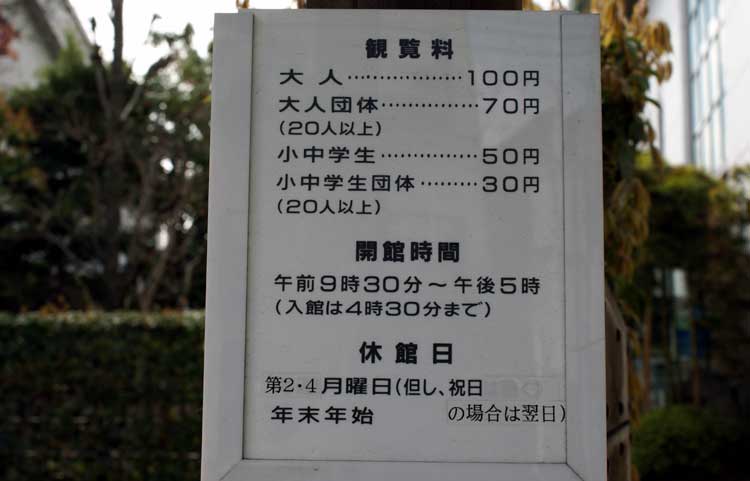 観覧料
大人………………100円
大人団体……………70円
(20人以上)
小中学生……………50円
小中学生団体………30円
(20人以上)
開館時間
午前9時30分～午後5時
(入館は4時30分まで)
休館日
第2・4月曜日(但し、祝日
年末年始 の場合は翌日)